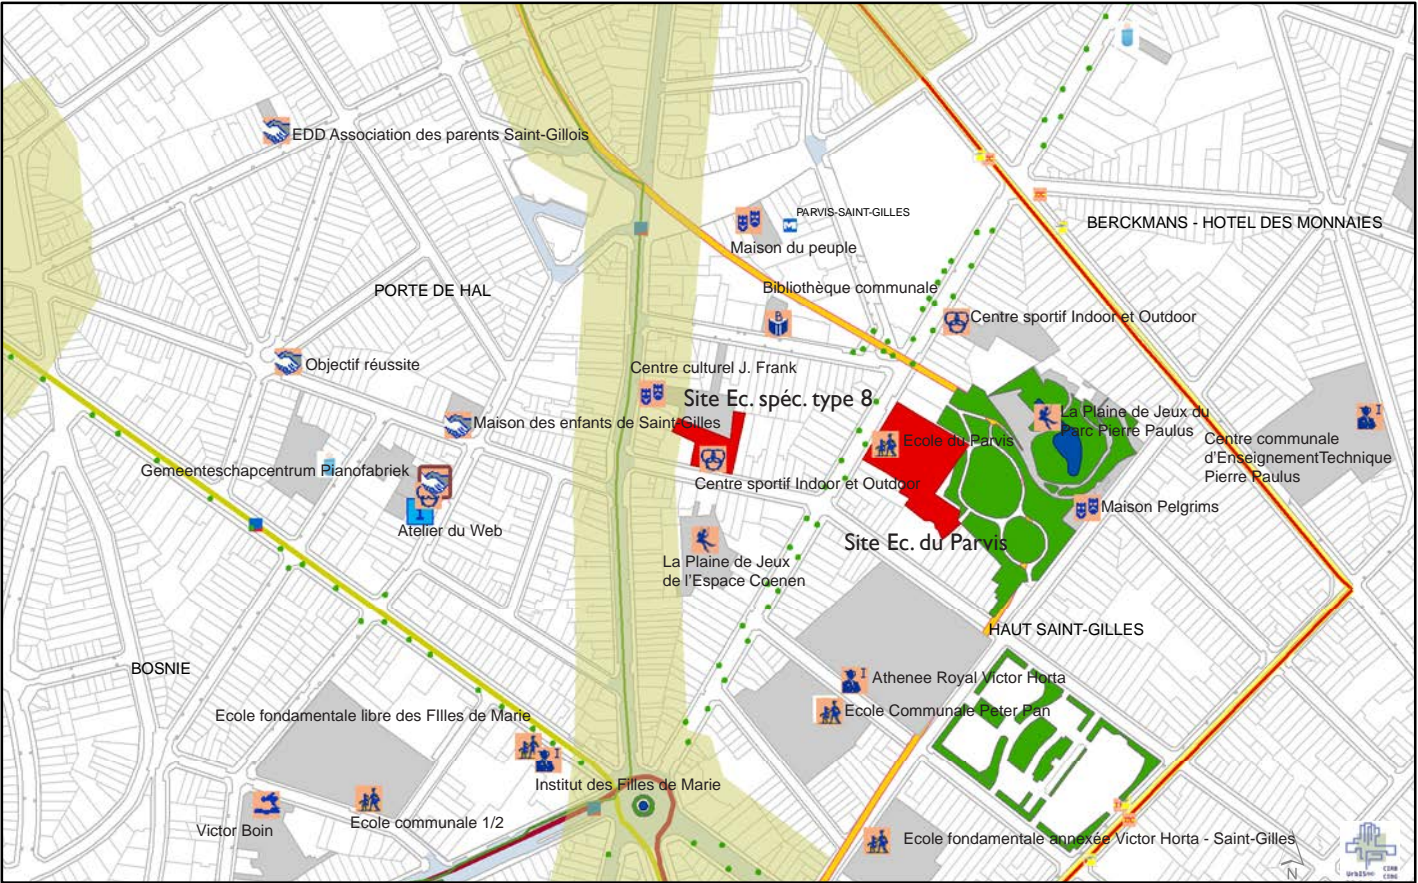 EDD Association des parents Saint-Gillois
PARVIS-SAINT-GILLES
BERCKMANS - HOTEL DES MONNAIES
Maison du peuple
PORTE DE HAL
Bibliothèque communale
B
Centre sportif Indoor et Outdoor
Objectif réussite
Centre culturel J. Frank
Site Ec. spéc. type 8
La Plaine de Jeux du
Parc Pierre Paulus
Maison des enfants de Saint-Gilles
Ecole du Parvis
Centre communale
d'EnseignementTechnique
Pierre Paulus
Gemeenteschapcentrum Pianofabriek
Centre sportif Indoor et Outdoor
Maison Pelgrims
Atelier du Web
Site Ec. du Parvis
La Plaine de Jeux
de l'Espace Coenen
HAUT SAINT-GILLES
BOSNIE
Athenee Royal Victor Horta
Ecole Communale Peter Pan
Ecole fondamentale libre des FIlles de Marie
Institut des Filles de Marie
Victor Boin
Ecole communale 1/2
Ecole fondamentale annexée Victor Horta - Saint-Gilles
N
UrbIS
CIRB
CIBG